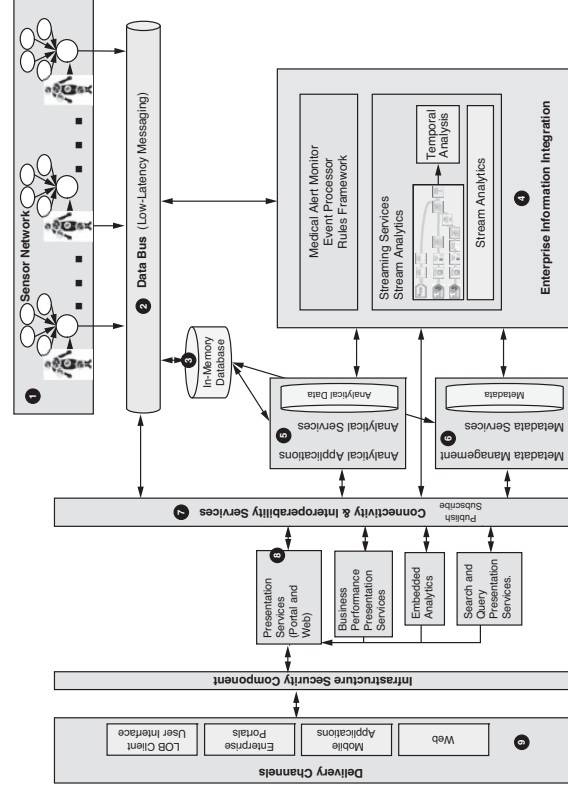 1
Sensor Network
2 Data Bus (Low-Latency Messaging)
3
In-Memory
Database
Medical Alert Monitor
Event Processor
Rules Framework
Streaming Services
Stream Analytics
Temporal
Analysis
Stream Analytics
4
Enterprise Information Integration
5
Analytical Applications
Analytical Services
Analytical Data
6
Metadata Management
Metadata Services
Metadata
7 Connectivity & Interoperability Services
Publish
Subscribe
8
Presentation
Services
(Portal and
Web)
Business
Performance
Presentation
Services
Embedded
Analytics
Search and
Query
Presentation
Services.
Infrastructure Security Component
LOB Client
User Interface
Enterprise
Portals
Mobile
Applications
Web
9
Delivery Channels